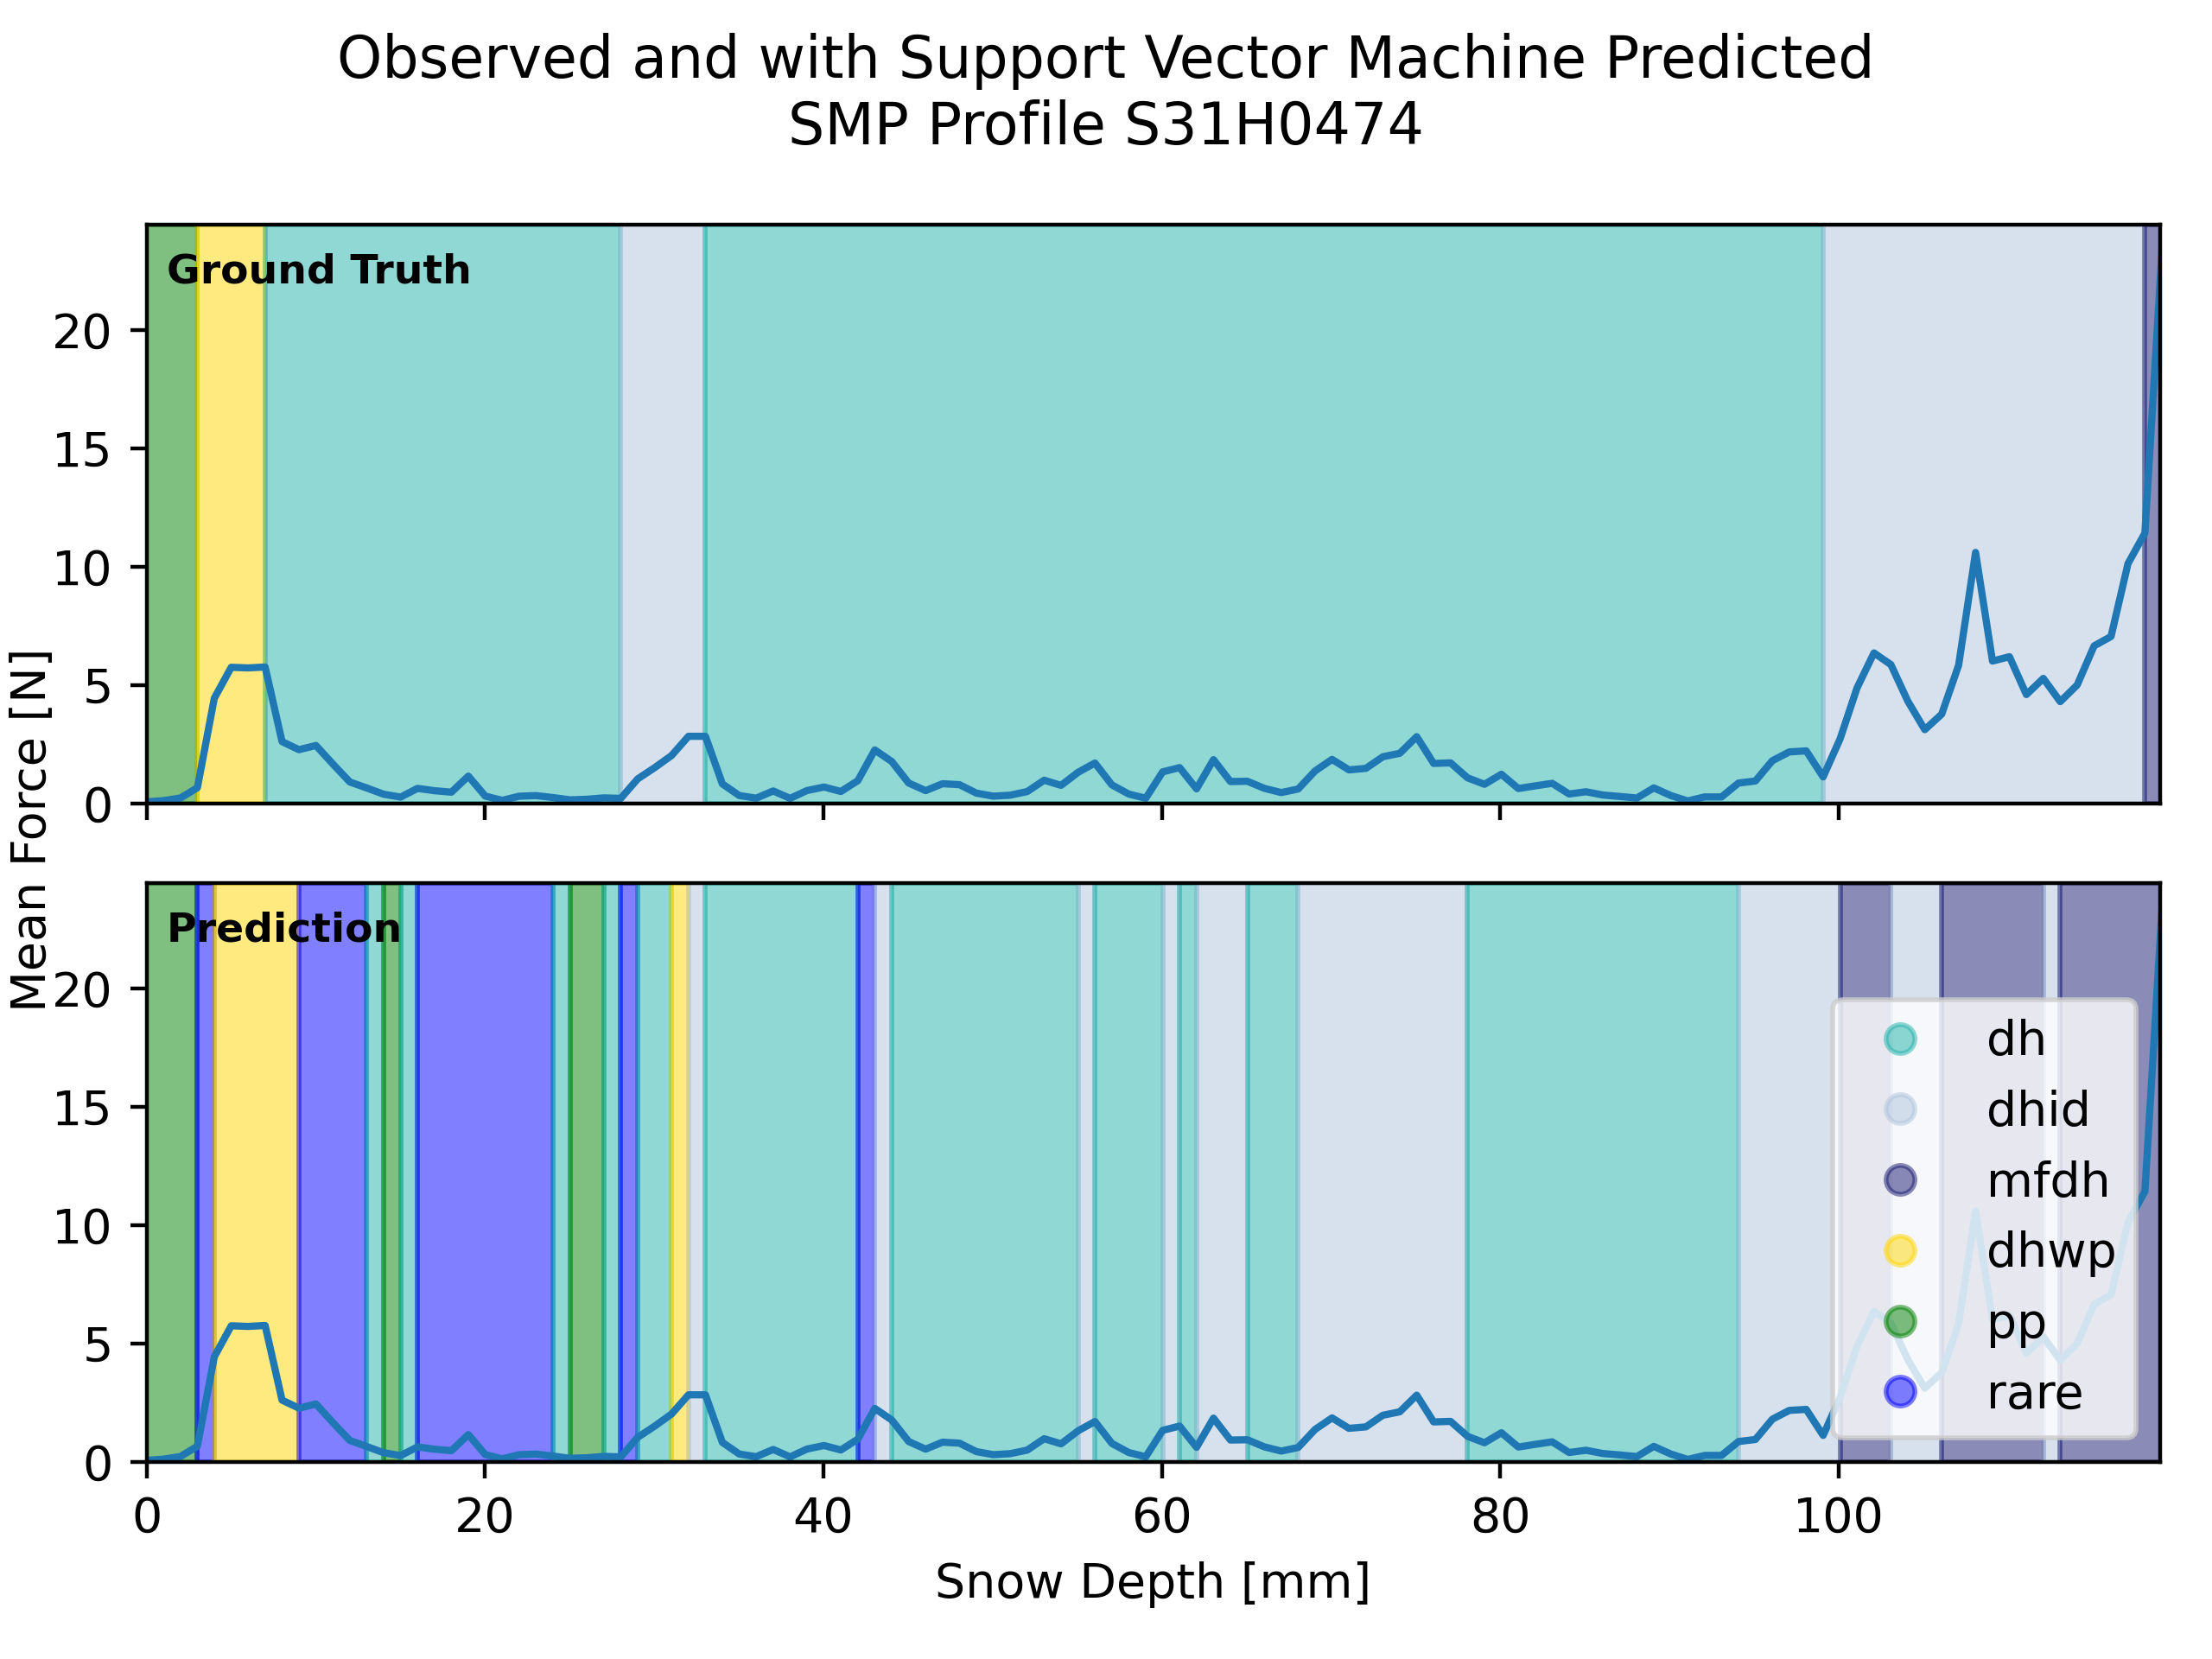 Observed and with Support Vector Machine Predicted
SMP Profile S31H0474
Ground Truth
20
15
10
5
0
Mean Force [N]
Prediction
20
15
10
5
0
dh
dhid
mfdh
dhwp
pp
rare
0 20 40 60 80 100
Snow Depth [mm]